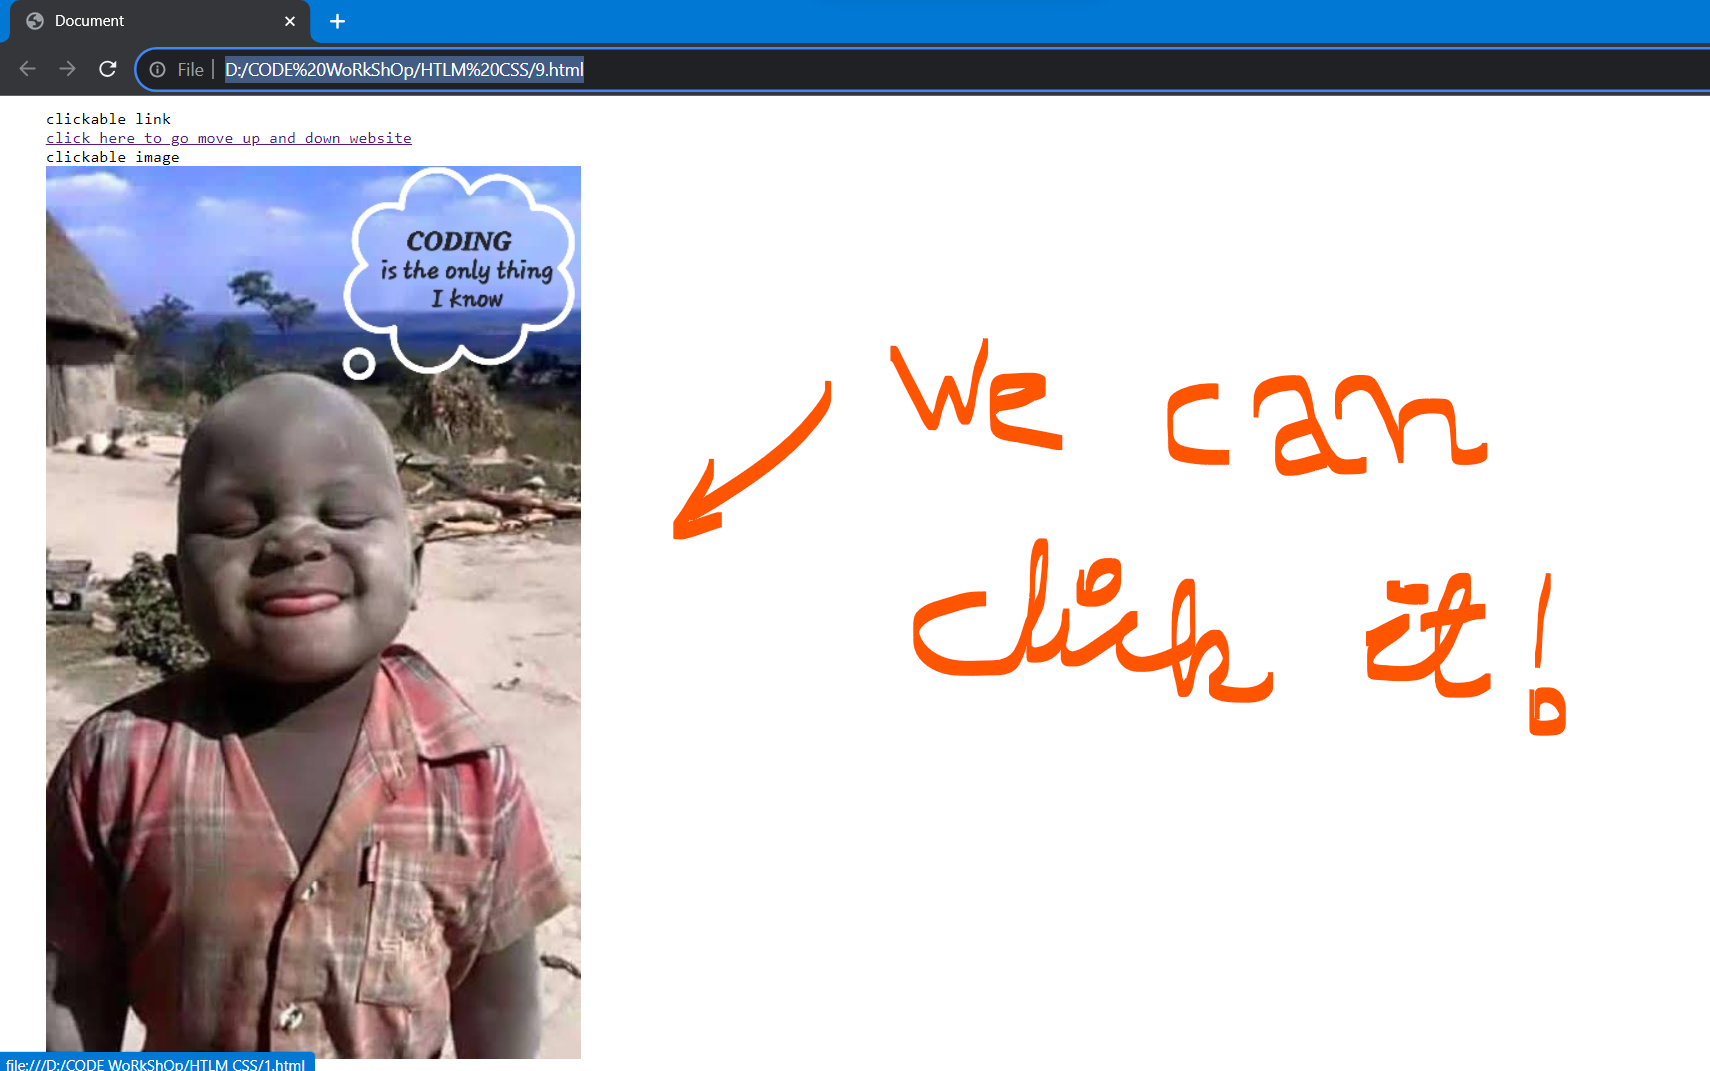 Document
File
D:/CODE%20WoRkShOp/HTLM%20CSS/9.html
clickable link
click here to go move up and down website
clickable image
CODING
is the only thing
I know
We can
click it!
file:///D:/CODE WoRkShOp/HTLM CSS/1.html